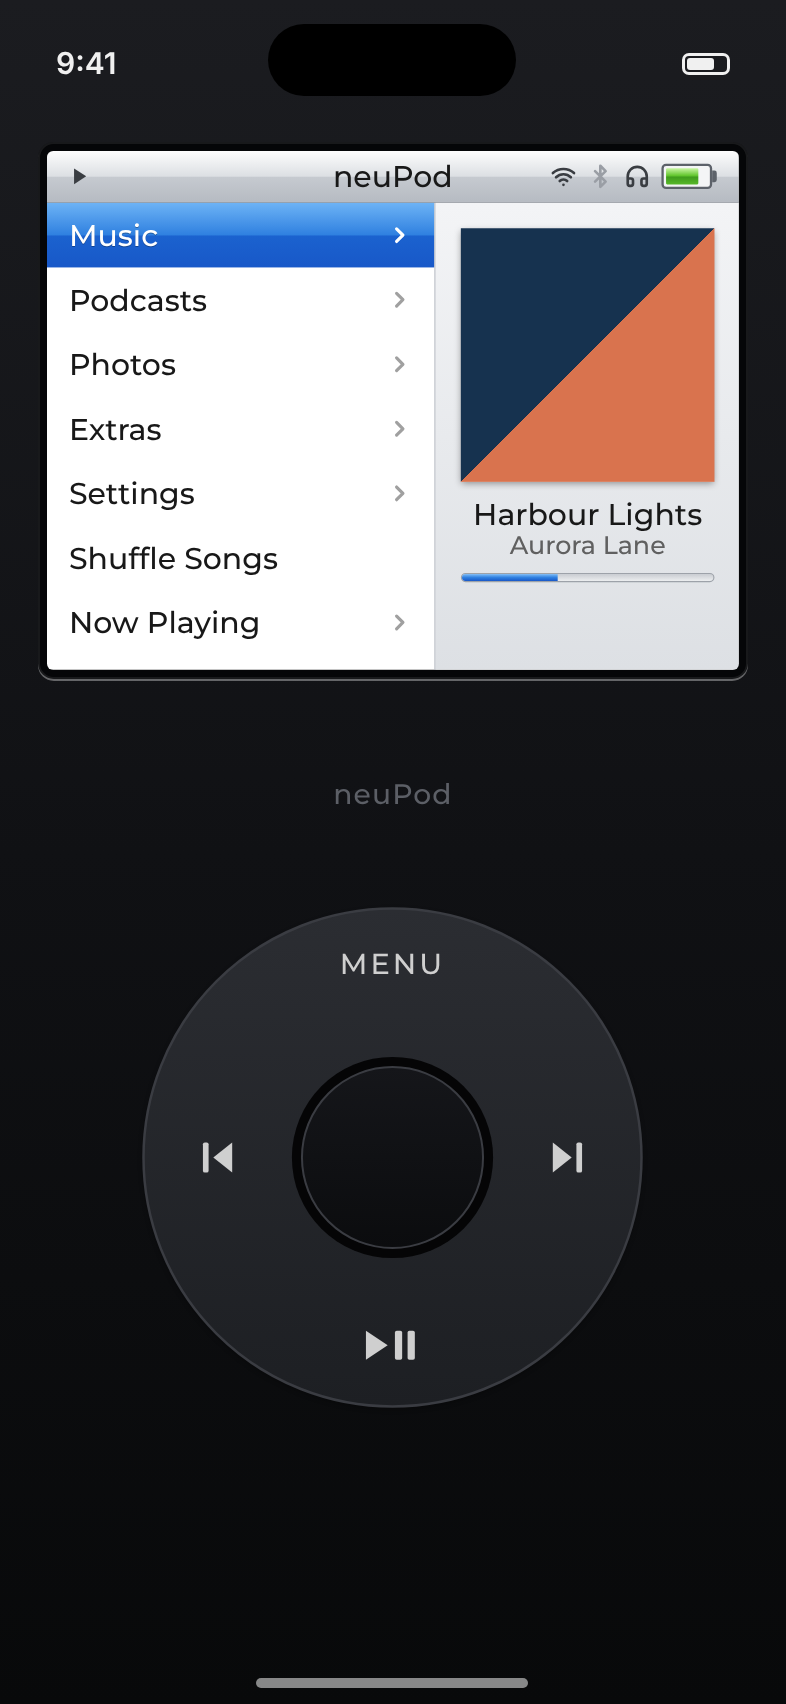 9:41
neuPod
Music
Podcasts
Photos
Extras
Settings
Shuffle Songs
Now Playing
Harbour Lights
Aurora Lane
neuPod
MENU